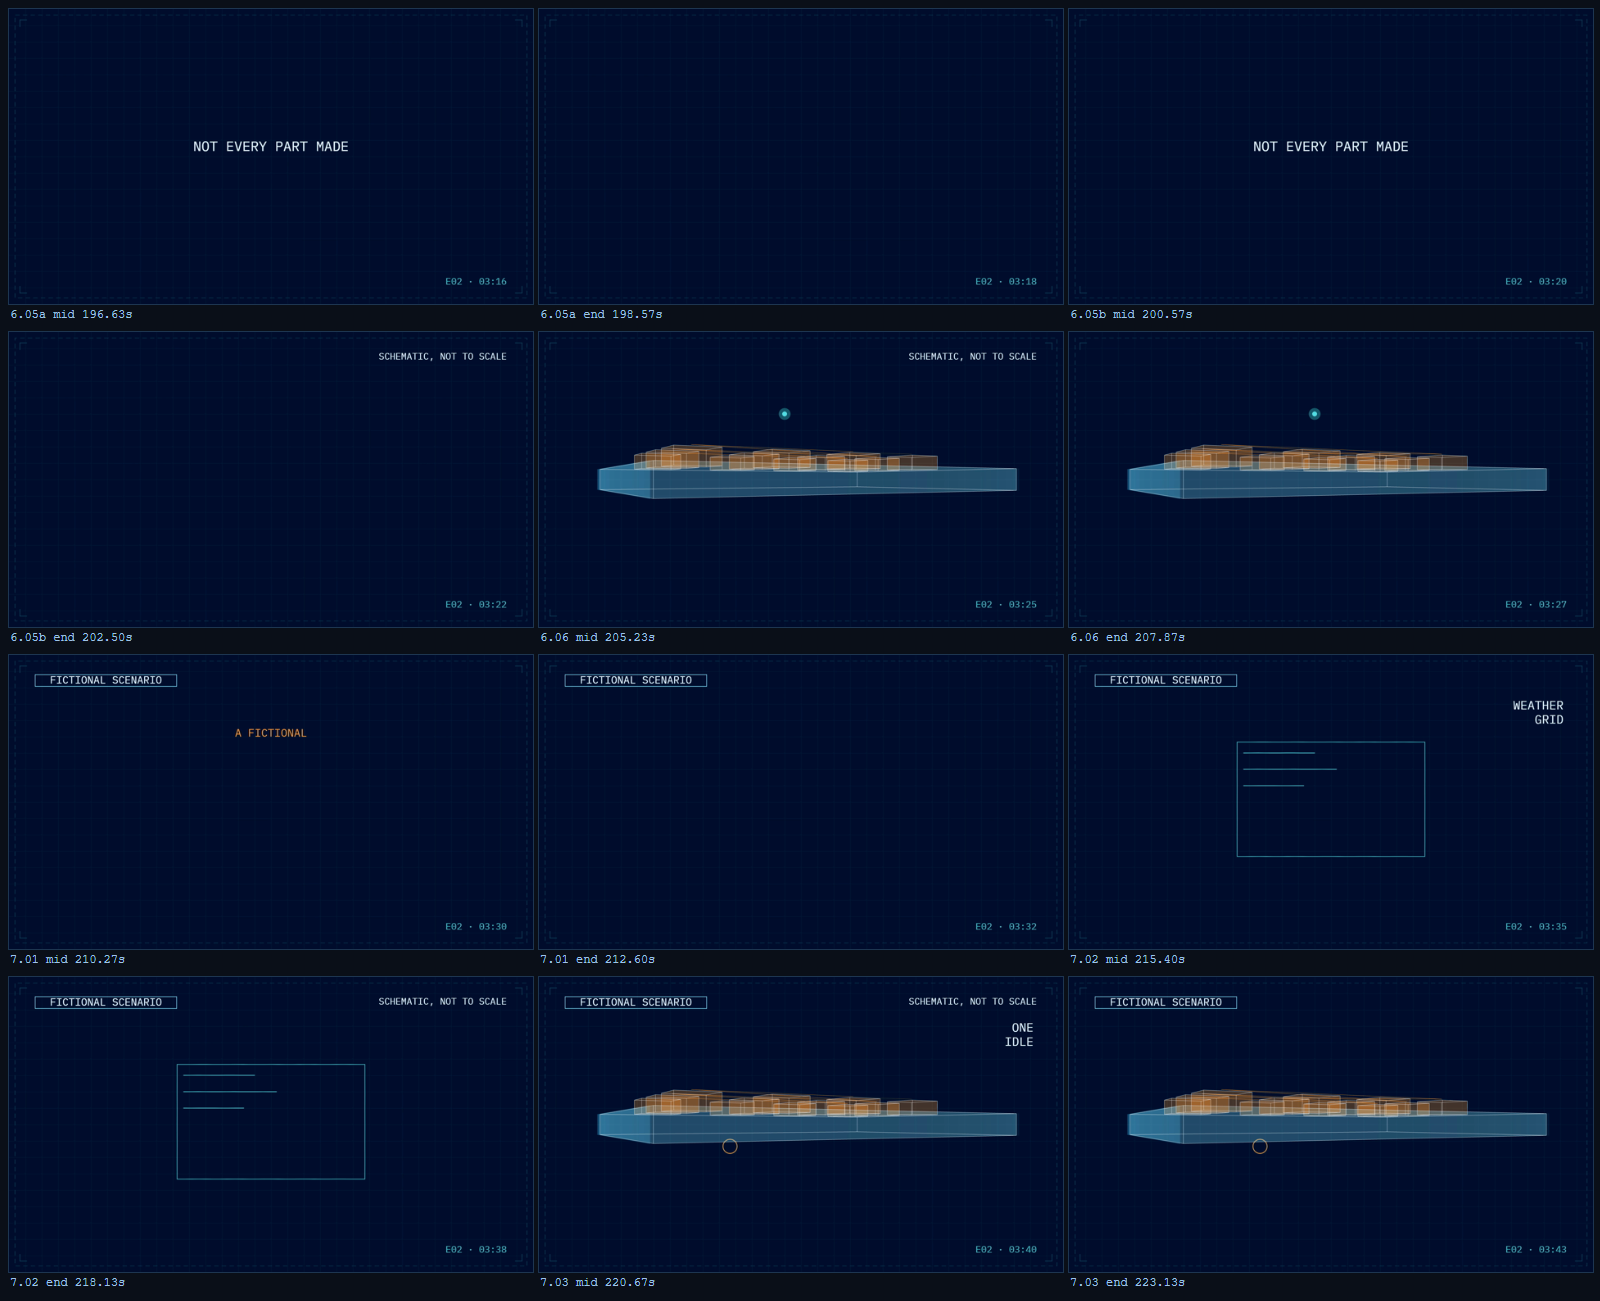 NOT EVERY PART MADE
E02 · 03:16
6.05a mid 196.63s
E02 · 03:18
6.05a end 198.57s
NOT EVERY PART MADE
E02 · 03:20
6.05b mid 200.57s
SCHEMATIC, NOT TO SCALE
E02 · 03:22
6.05b end 202.50s
SCHEMATIC, NOT TO SCALE
E02 · 03:25
6.06 mid 205.23s
E02 · 03:27
6.06 end 207.87s
FICTIONAL SCENARIO
A FICTIONAL
E02 · 03:30
7.01 mid 210.27s
FICTIONAL SCENARIO
E02 · 03:32
7.01 end 212.60s
FICTIONAL SCENARIO
WEATHER
GRID
E02 · 03:35
7.02 mid 215.40s
FICTIONAL SCENARIO
SCHEMATIC, NOT TO SCALE
E02 · 03:38
7.02 end 218.13s
FICTIONAL SCENARIO
SCHEMATIC, NOT TO SCALE
ONE
IDLE
E02 · 03:40
7.03 mid 220.67s
FICTIONAL SCENARIO
E02 · 03:43
7.03 end 223.13s